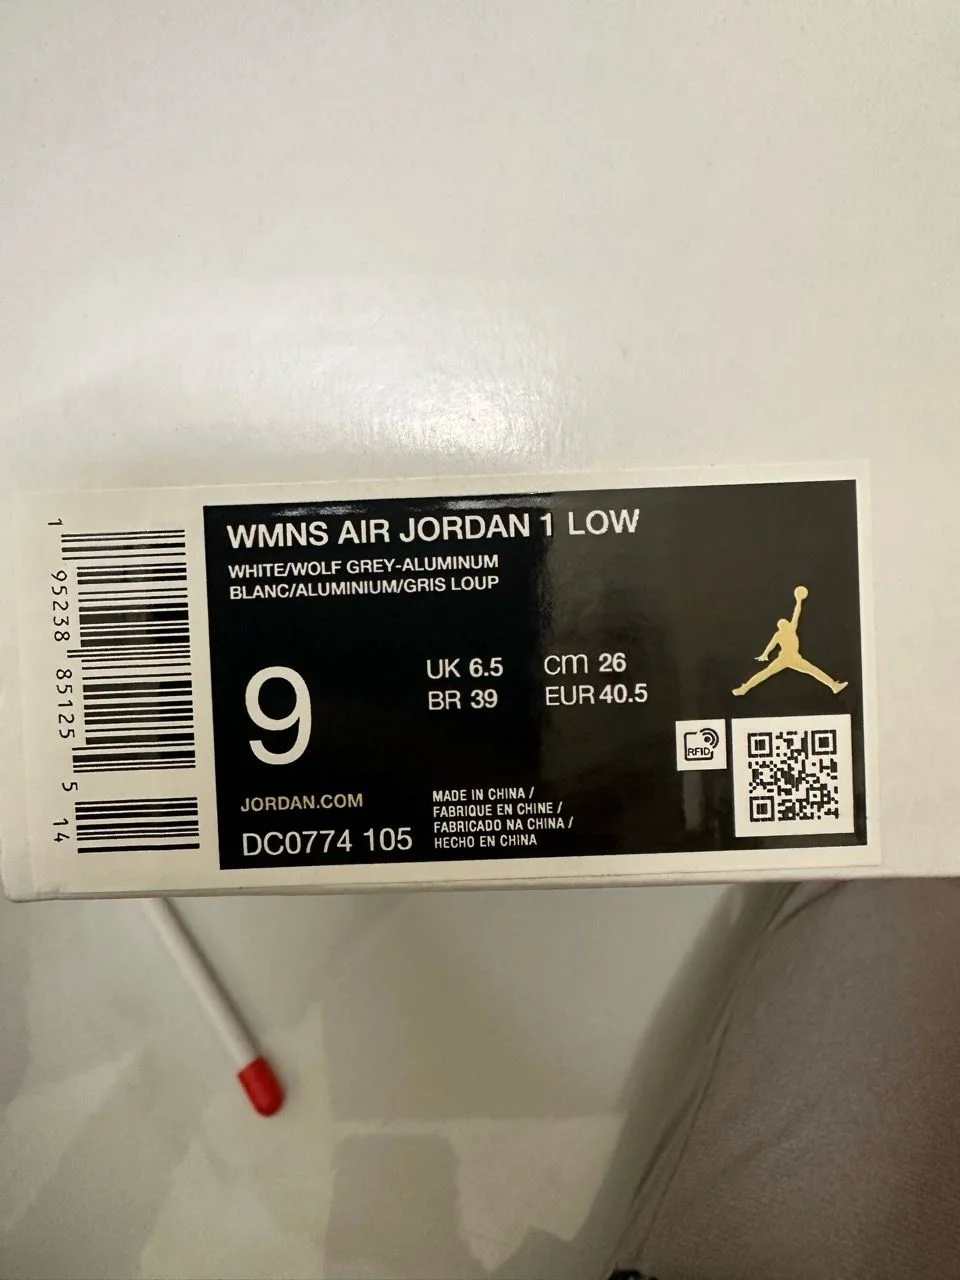 WMNS AIR JORDAN 1 LOW
WHITE/WOLF GREY-ALUMINUM
BLANC/ALUMINIUM/GRIS LOUP
9
UK 6.5
cm 26
BR 39
EUR 40.5
RFID
JORDAN.COM
DC0774 105
MADE IN CHINA /
FABRIQUE EN CHINE /
FABRICADO NA CHINA /
HECHO EN CHINA
1 95238 85125 5 14